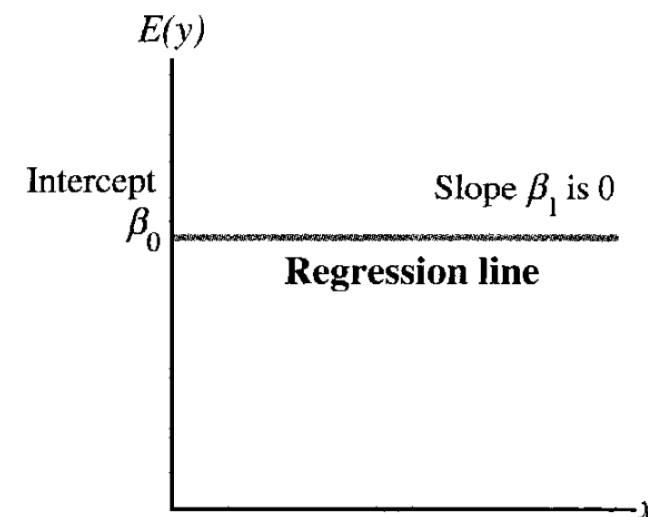 E(y)
Intercept
β₀
Slope β₁ is 0
Regression line
x